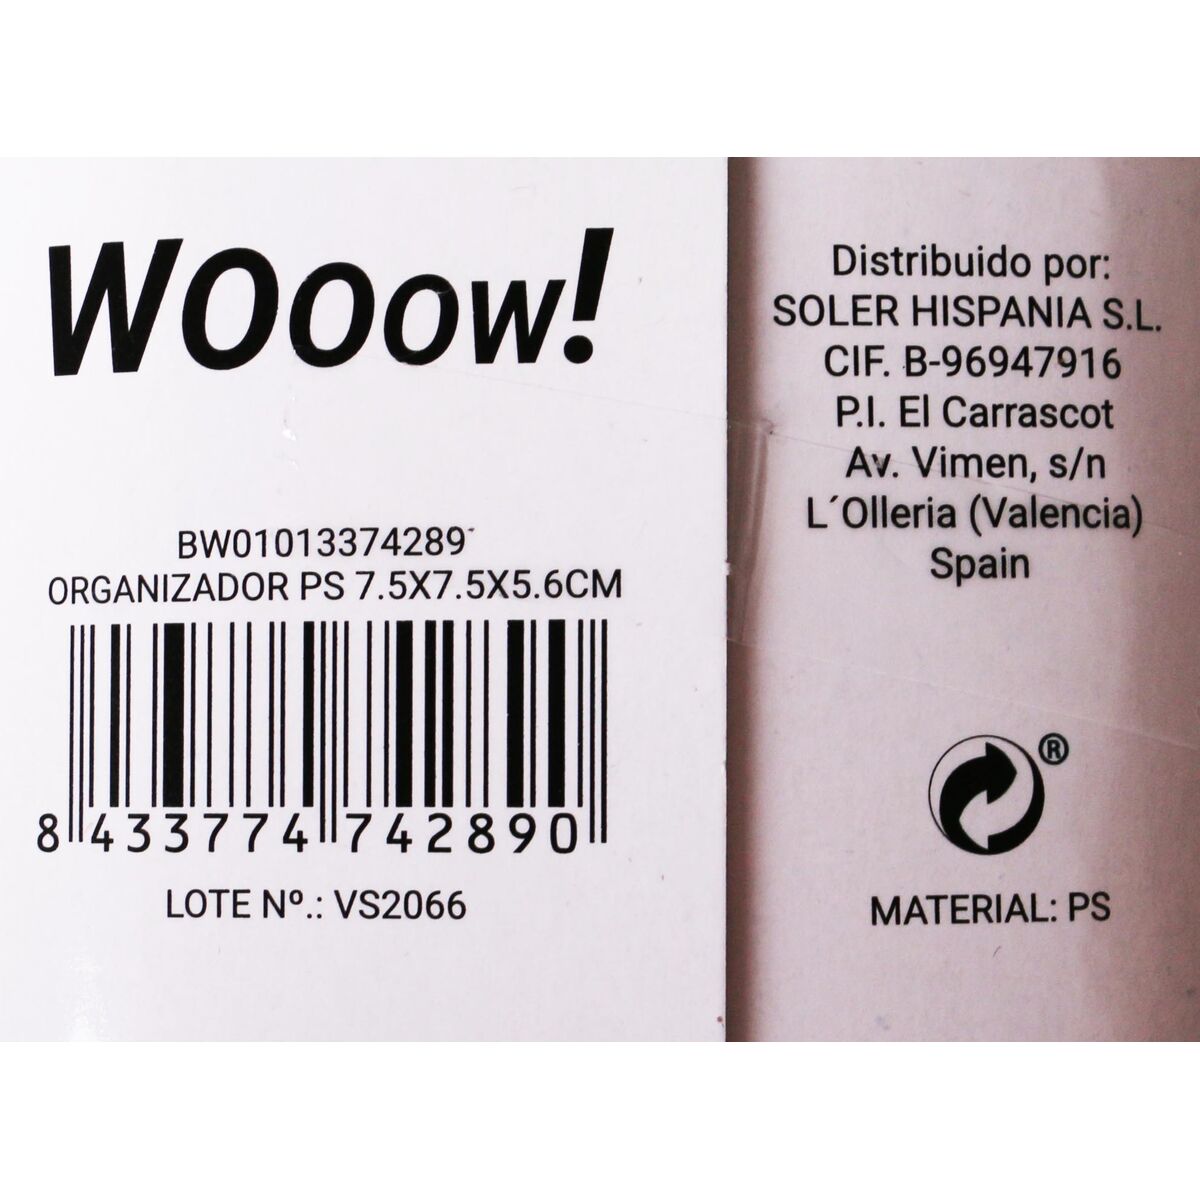 WOoow!
BW01013374289
ORGANIZADOR PS 7.5X7.5X5.6CM
8 433774 742890
LOTE Nº.: VS2066
Distribuido por:
SOLER HISPANIA S.L.
CIF. B-96947916
P.I. El Carrascot
Av. Vimen, s/n
L´Olleria (Valencia)
Spain
®
MATERIAL: PS